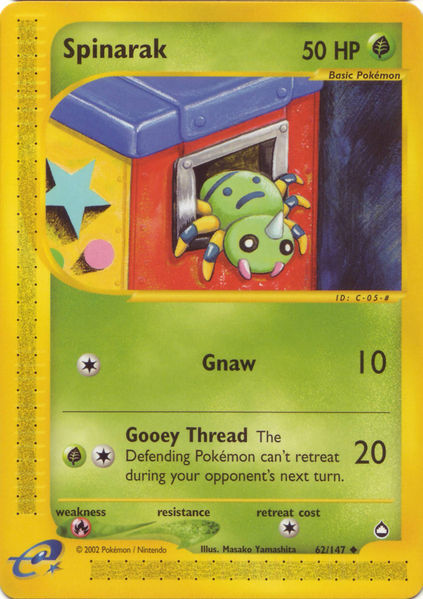 Spinarak 50 HP
Basic Pokémon
ID: C-05-#
Gnaw 10
Gooey Thread The
Defending Pokémon can't retreat 20
during your opponent's next turn.
weakness resistance retreat cost
© 2002 Pokémon / Nintendo Illus. Masako Yamashita 62/147
e